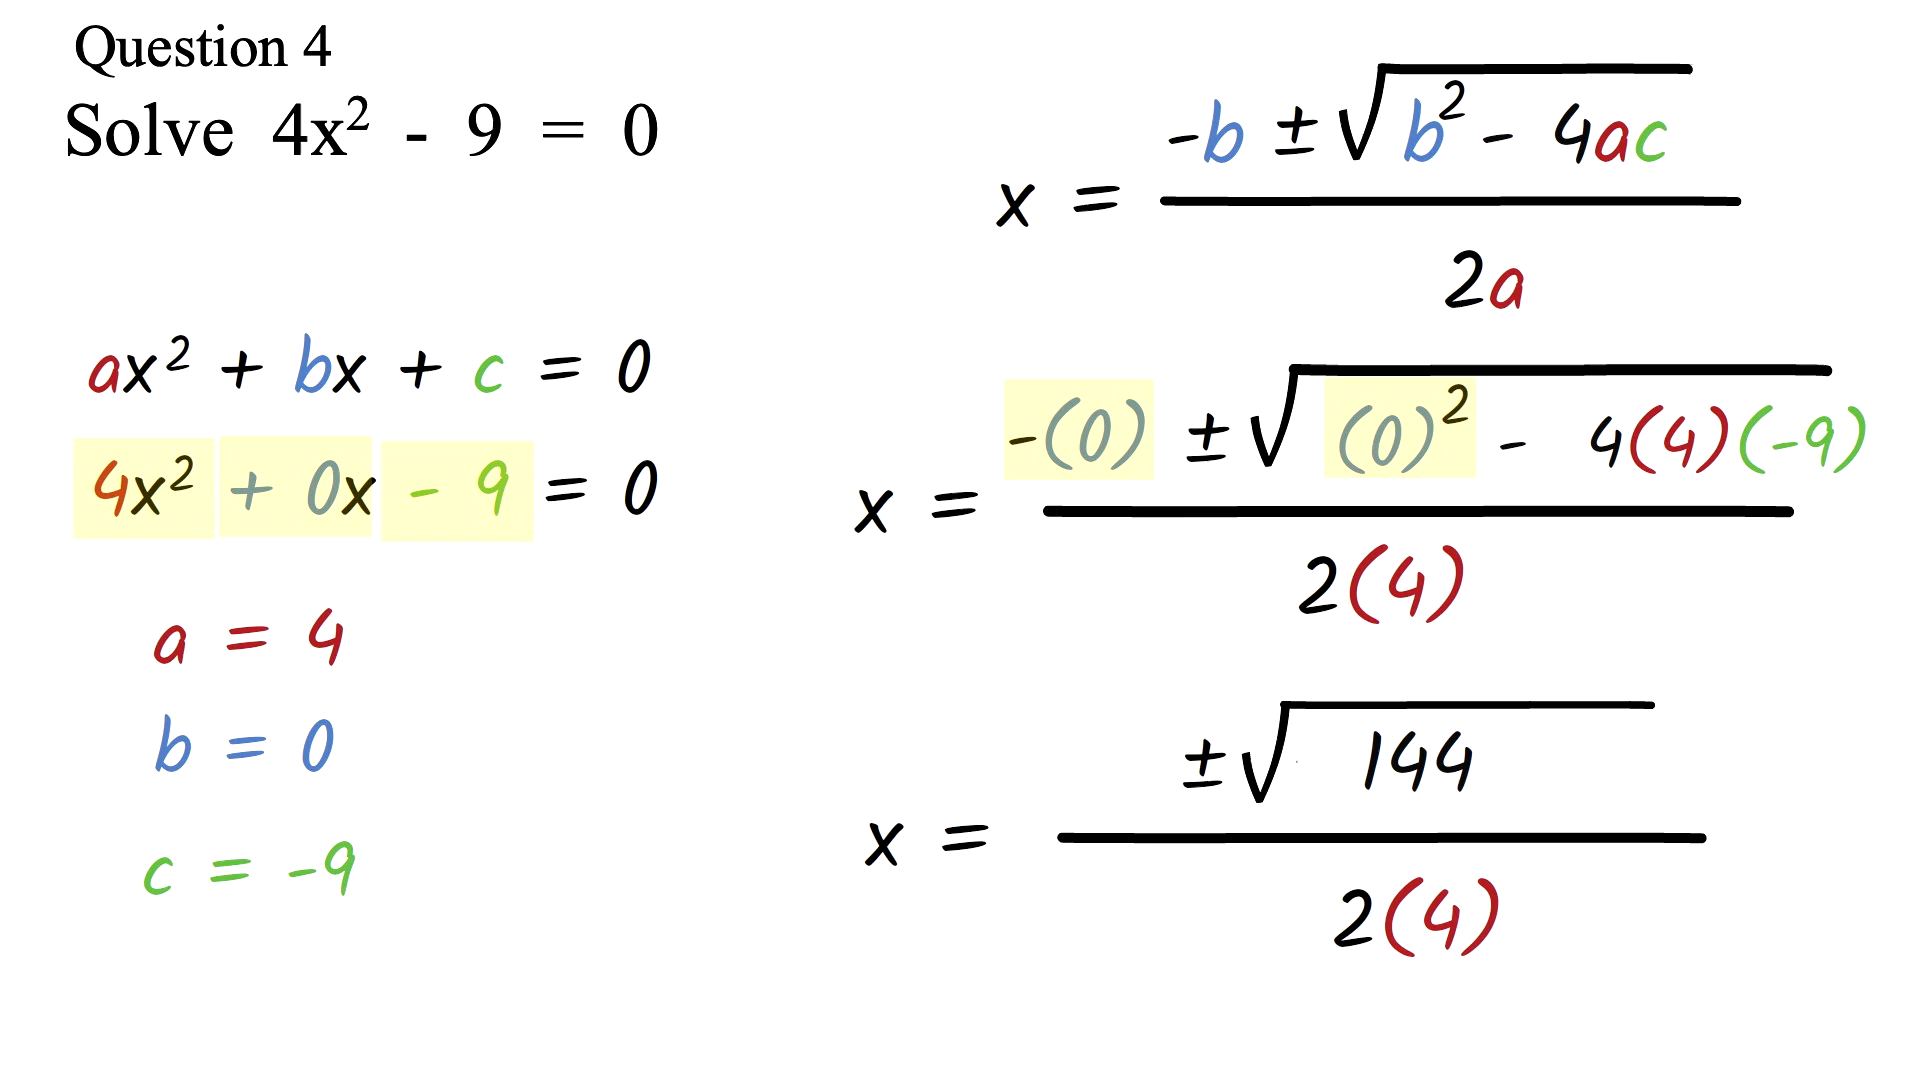 Question 4
Solve 4x² - 9 = 0
ax² + bx + c = 0
4x² + 0x - 9 = 0
a = 4
b = 0
c = -9
x = -b ± √b² - 4ac
2a
x = -(0) ± √(0)² - 4(4)(-9)
2(4)
x = ±√144
2(4)